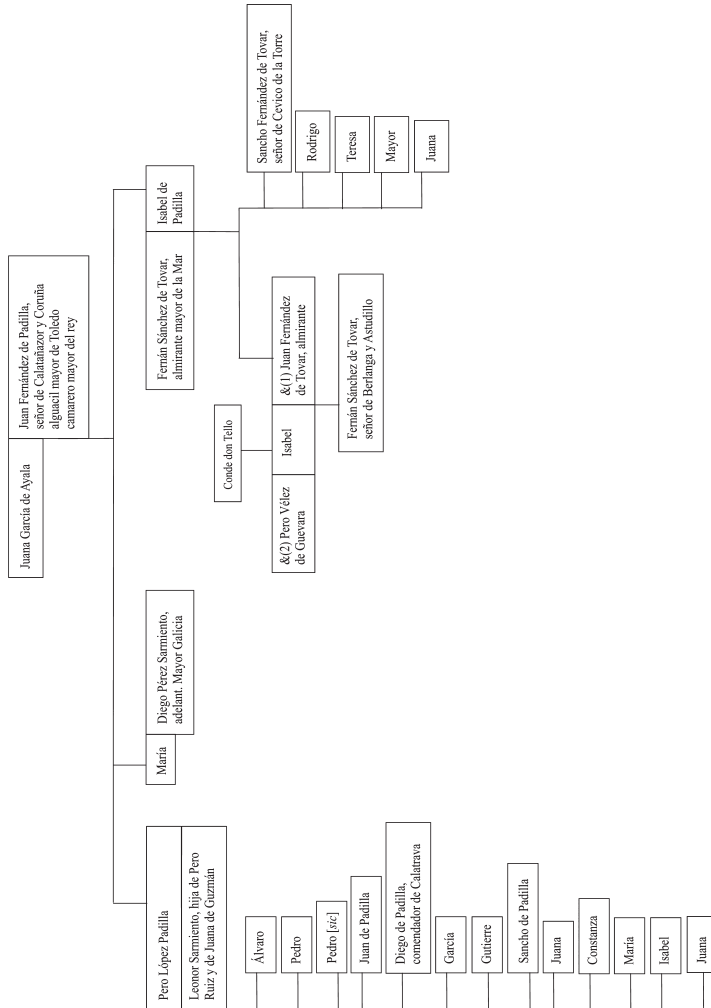 Juana García de Ayala
Juan Fernández de Padilla,
señor de Calatañazor y Coruña
alguacil mayor de Toledo
camarero mayor del rey
Pero López Padilla
Leonor Sarmiento, hija de Pero
Ruiz y de Juana de Guzmán
María
Diego Pérez Sarmiento,
adelant. Mayor Galicia
Fernán Sánchez de Tovar,
almirante mayor de la Mar
Isabel de
Padilla
Álvaro
Pedro
Pedro [sic]
Juan de Padilla
Diego de Padilla,
comendador de Calatrava
García
Gutierre
Sancho de Padilla
Juana
Constanza
María
Isabel
Juana
Conde don Tello
&(2) Pero Vélez
de Guevara
Isabel
&(1) Juan Fernández
de Tovar, almirante
Fernán Sánchez de Tovar,
señor de Berlanga y Astudillo
Sancho Fernández de Tovar,
señor de Cevico de la Torre
Rodrigo
Teresa
Mayor
Juana